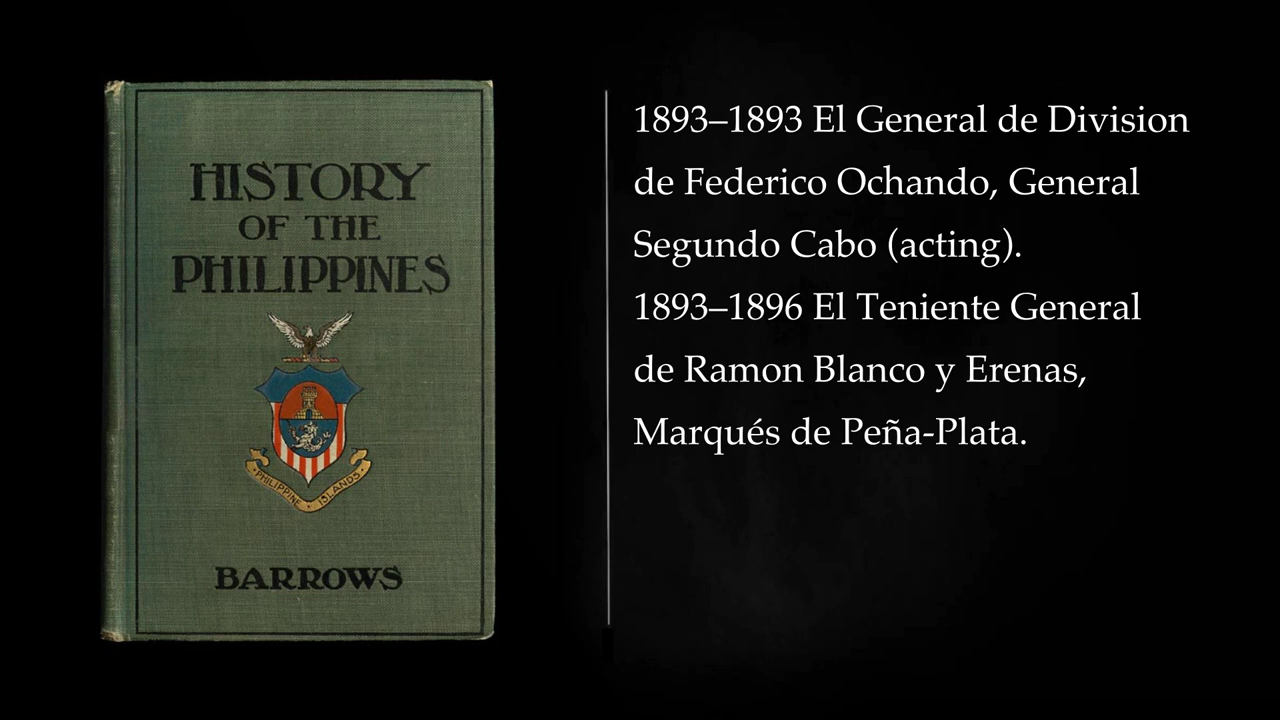 HISTORY
OF THE
PHILIPPINES
PHILIPPINE ISLANDS
BARROWS
1893–1893 El General de Division
de Federico Ochando, General
Segundo Cabo (acting).
1893–1896 El Teniente General
de Ramon Blanco y Erenas,
Marqués de Peña-Plata.